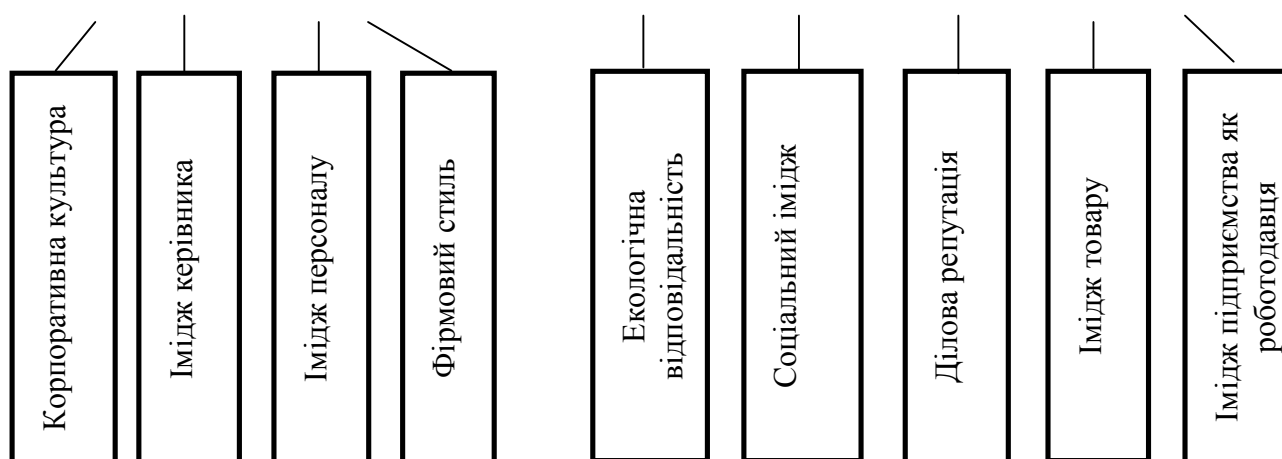 Корпоративна культура
Імідж керівника
Імідж персоналу
Фірмовий стиль
Екологічна
відповідальність
Соціальний імідж
Ділова репутація
Імідж товару
Імідж підприємства як
роботодавця